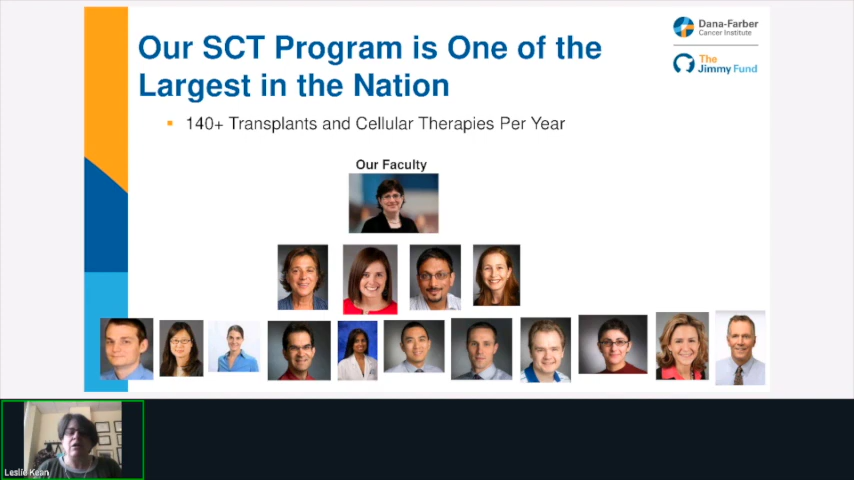 Our SCT Program is One of the
Largest in the Nation
Dana-Farber
Cancer Institute
The
Jimmy Fund
140+ Transplants and Cellular Therapies Per Year
Our Faculty
Leslie Kean